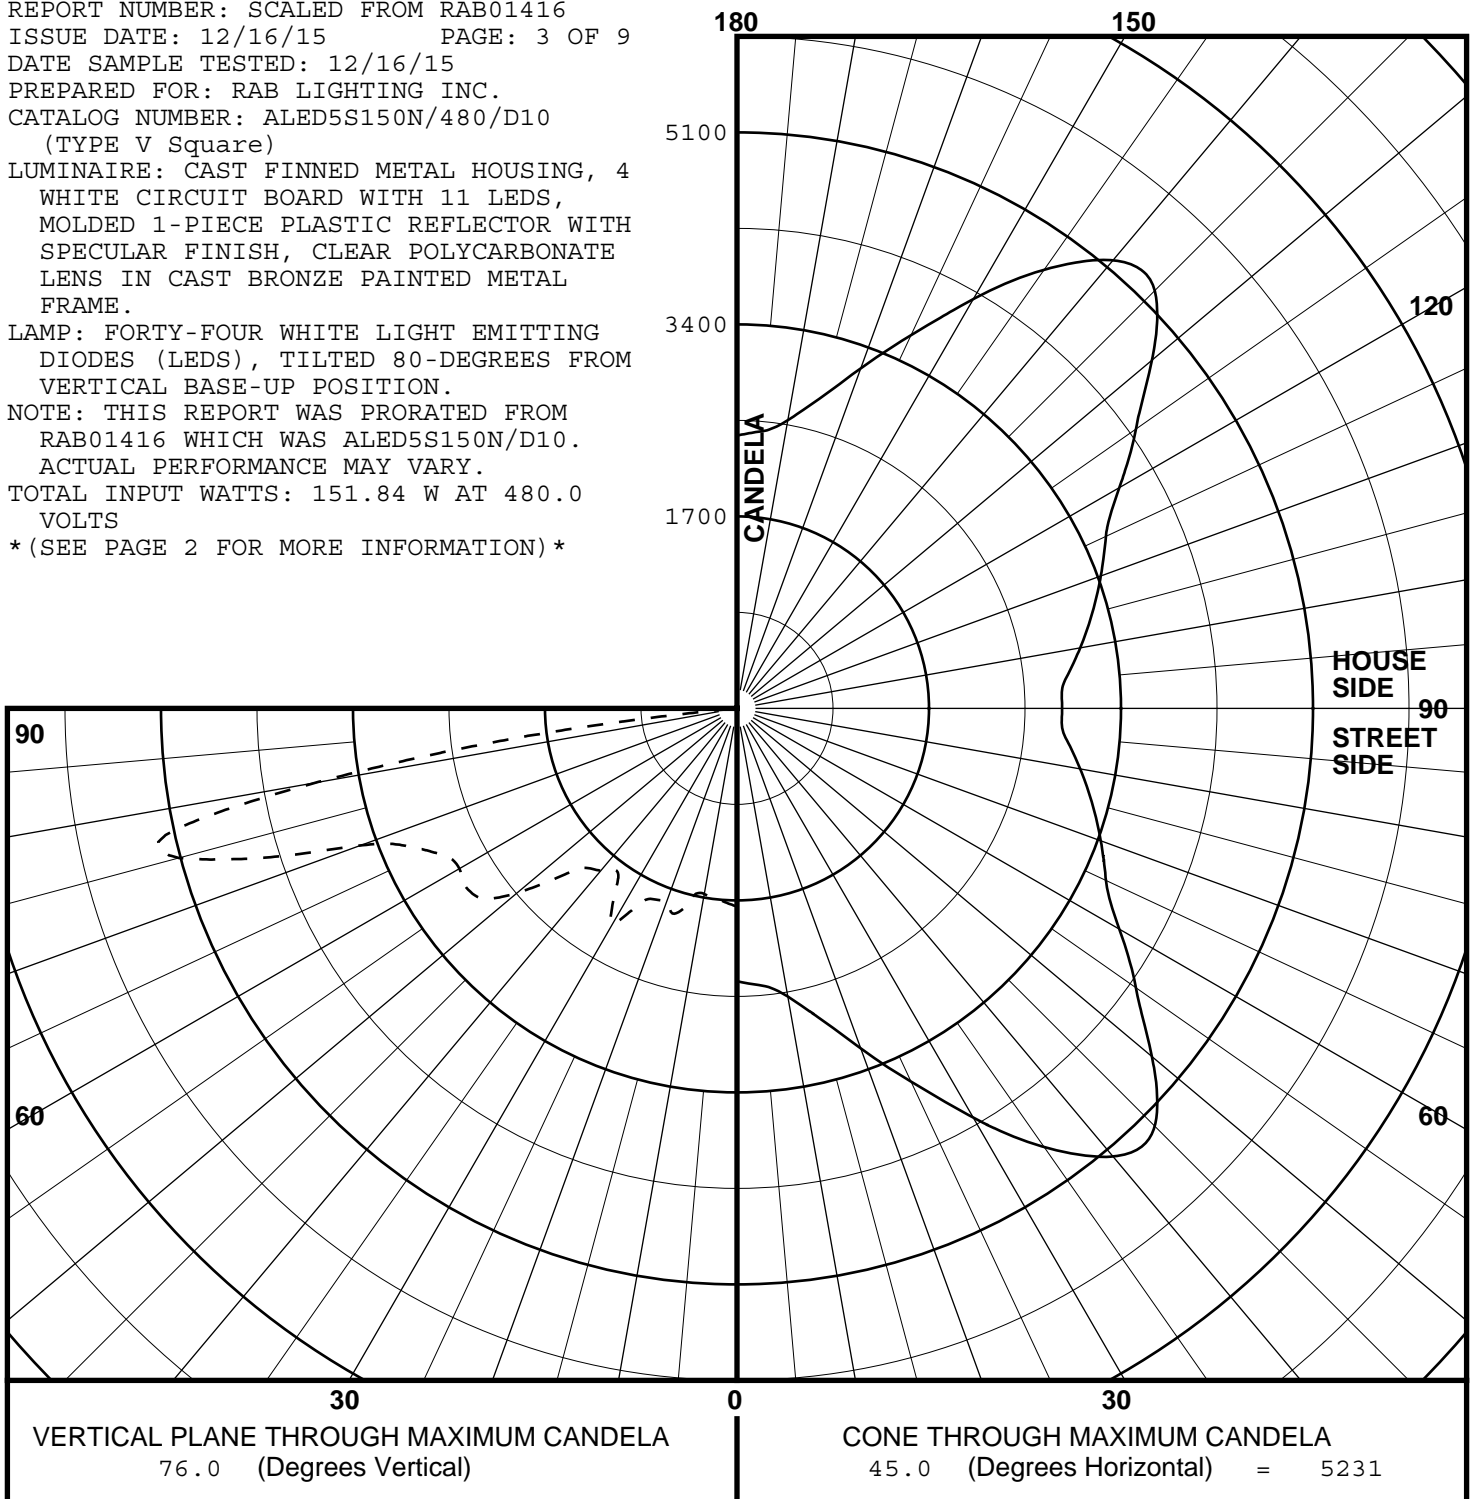 REPORT NUMBER: SCALED FROM RAB01416
ISSUE DATE: 12/16/15 PAGE: 3 OF 9
DATE SAMPLE TESTED: 12/16/15
PREPARED FOR: RAB LIGHTING INC.
CATALOG NUMBER: ALED5S150N/480/D10
(TYPE V Square)
LUMINAIRE: CAST FINNED METAL HOUSING, 4
WHITE CIRCUIT BOARD WITH 11 LEDS,
MOLDED 1-PIECE PLASTIC REFLECTOR WITH
SPECULAR FINISH, CLEAR POLYCARBONATE
LENS IN CAST BRONZE PAINTED METAL
FRAME.
LAMP: FORTY-FOUR WHITE LIGHT EMITTING
DIODES (LEDS), TILTED 80-DEGREES FROM
VERTICAL BASE-UP POSITION.
NOTE: THIS REPORT WAS PRORATED FROM
RAB01416 WHICH WAS ALED5S150N/D10.
ACTUAL PERFORMANCE MAY VARY.
TOTAL INPUT WATTS: 151.84 W AT 480.0
VOLTS
*(SEE PAGE 2 FOR MORE INFORMATION)*
180 150
5100
120
3400
CANDELA
1700
HOUSE
SIDE
90 90
STREET
SIDE
60 60
30 0 30
VERTICAL PLANE THROUGH MAXIMUM CANDELA
76.0 (Degrees Vertical)
CONE THROUGH MAXIMUM CANDELA
45.0 (Degrees Horizontal) = 5231